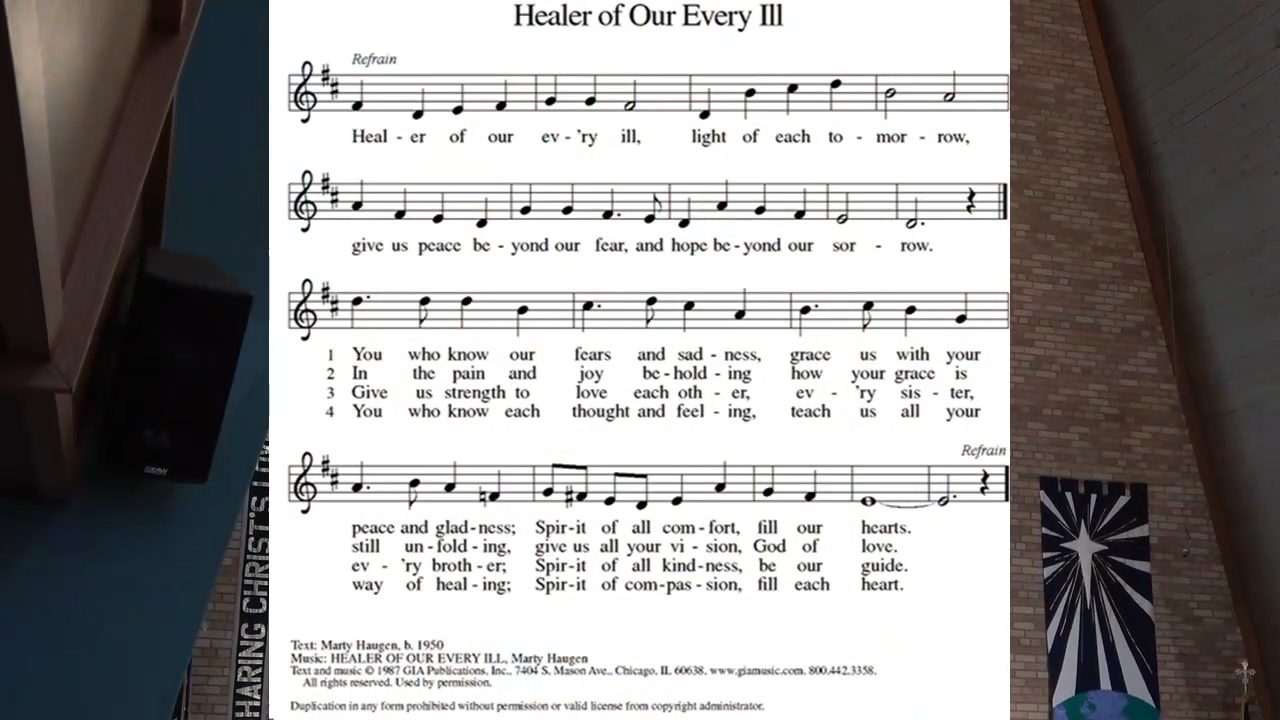 Healer of Our Every Ill
Refrain
Heal - er of our ev - 'ry ill, light of each to - mor - row,
give us peace be - yond our fear, and hope be - yond our sor - row.
1 You who know our fears and sad - ness, grace us with your
2 In the pain and joy be - hold - ing how your grace is
3 Give us strength to love each oth - er, ev - 'ry sis - ter,
4 You who know each thought and feel - ing, teach us all your
Refrain
peace and glad - ness; Spir - it of all com - fort, fill our hearts.
still un - fold - ing, give us all your vi - sion, God of love.
ev - 'ry broth - er; Spir - it of all kind - ness, be our guide.
way of heal - ing; Spir - it of com - pas - sion, fill each heart.
Text: Marty Haugen, b. 1950
Music: HEALER OF OUR EVERY ILL, Marty Haugen
Text and music © 1987 GIA Publications, Inc., 7404 S. Mason Ave., Chicago, IL 60638. www.giamusic.com. 800.442.3358.
All rights reserved. Used by permission.
Duplication in any form prohibited without permission or valid license from copyright administrator.
HARING CHRIST'S LOV